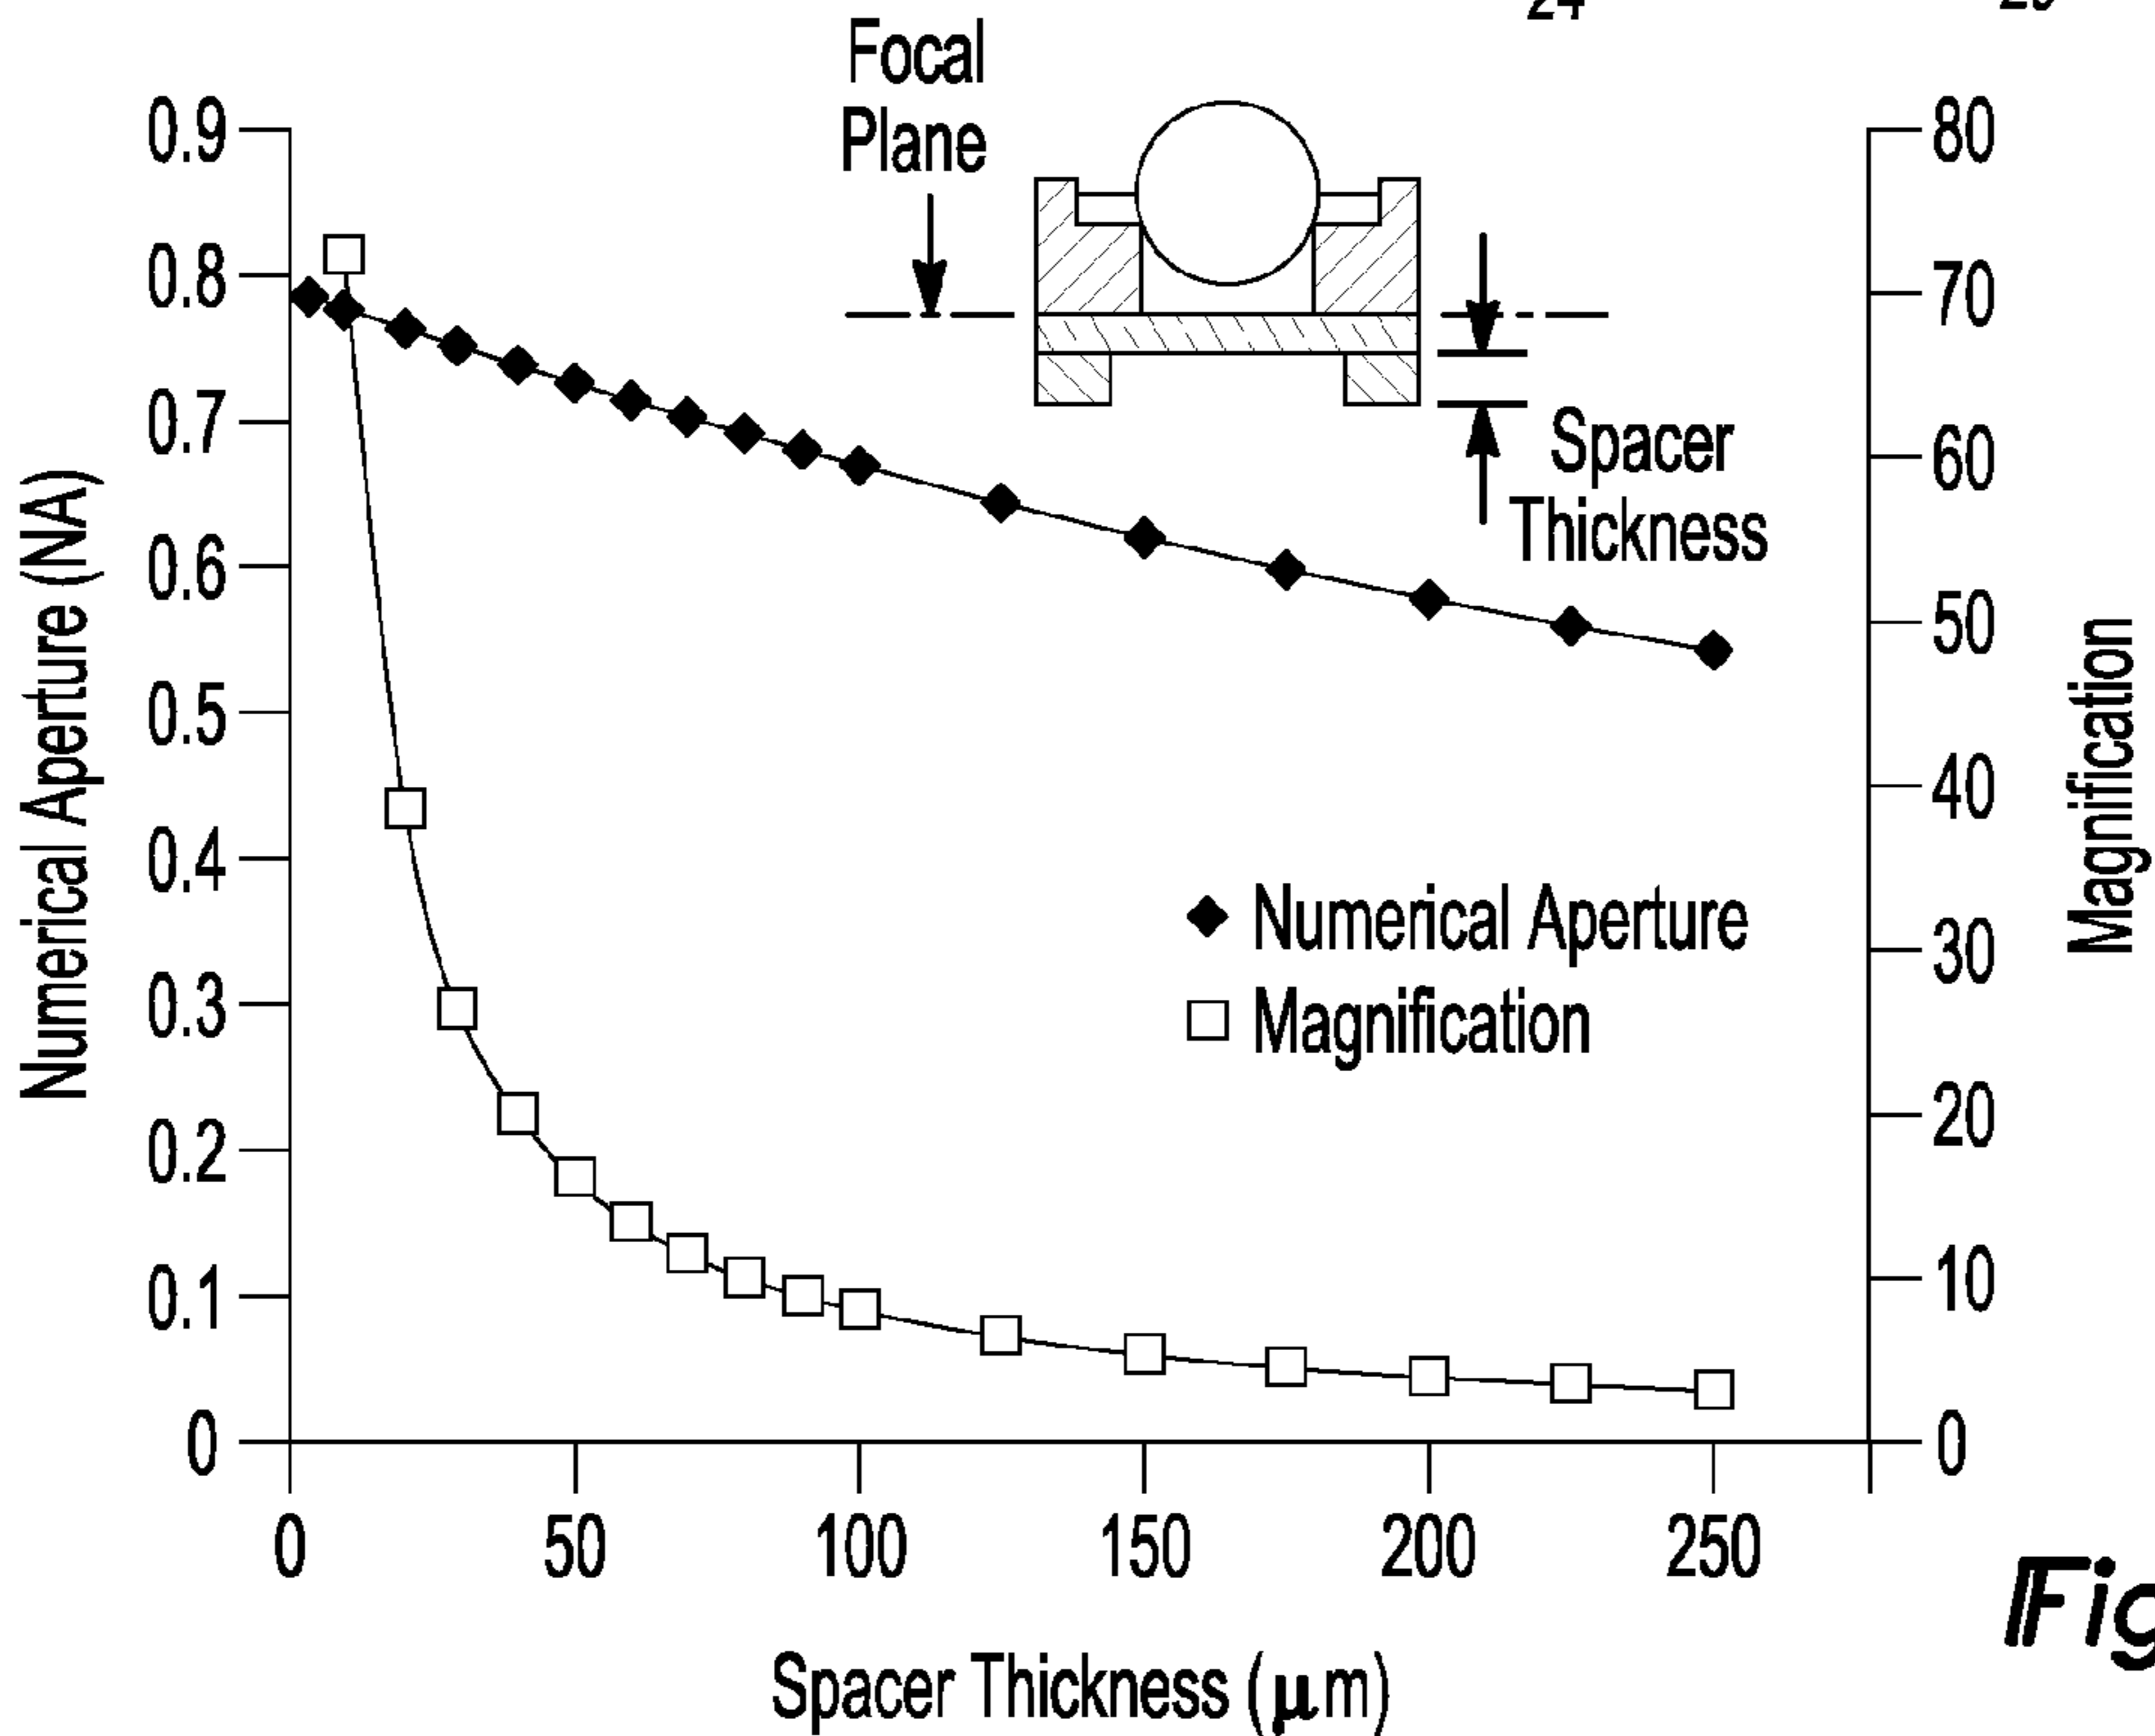 Focal
Plane
Spacer
Thickness
Numerical Aperture (NA)
0.9
0.8
0.7
0.6
0.5
0.4
0.3
0.2
0.1
0
80
70
60
50
40
30
20
10
0
Magnification
Numerical Aperture
Magnification
0 50 100 150 200 250
Spacer Thickness (μm)
Fig